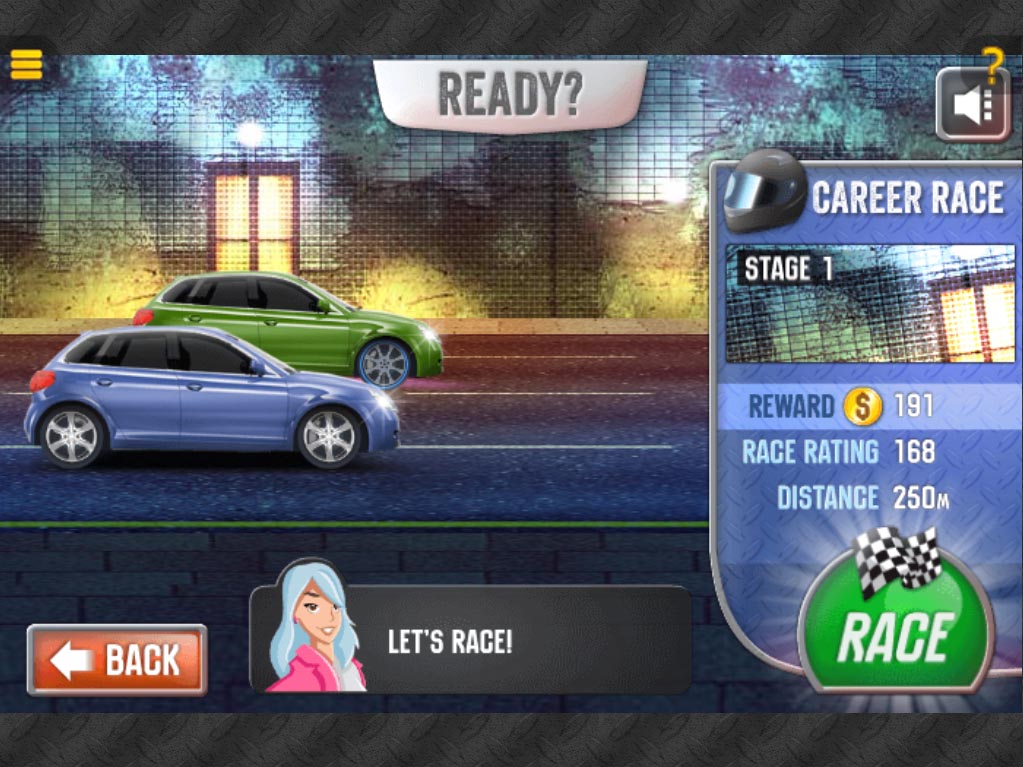 READY?
?
CAREER RACE
STAGE 1
REWARD $ 191
RACE RATING 168
DISTANCE 250M
LET'S RACE!
BACK
RACE